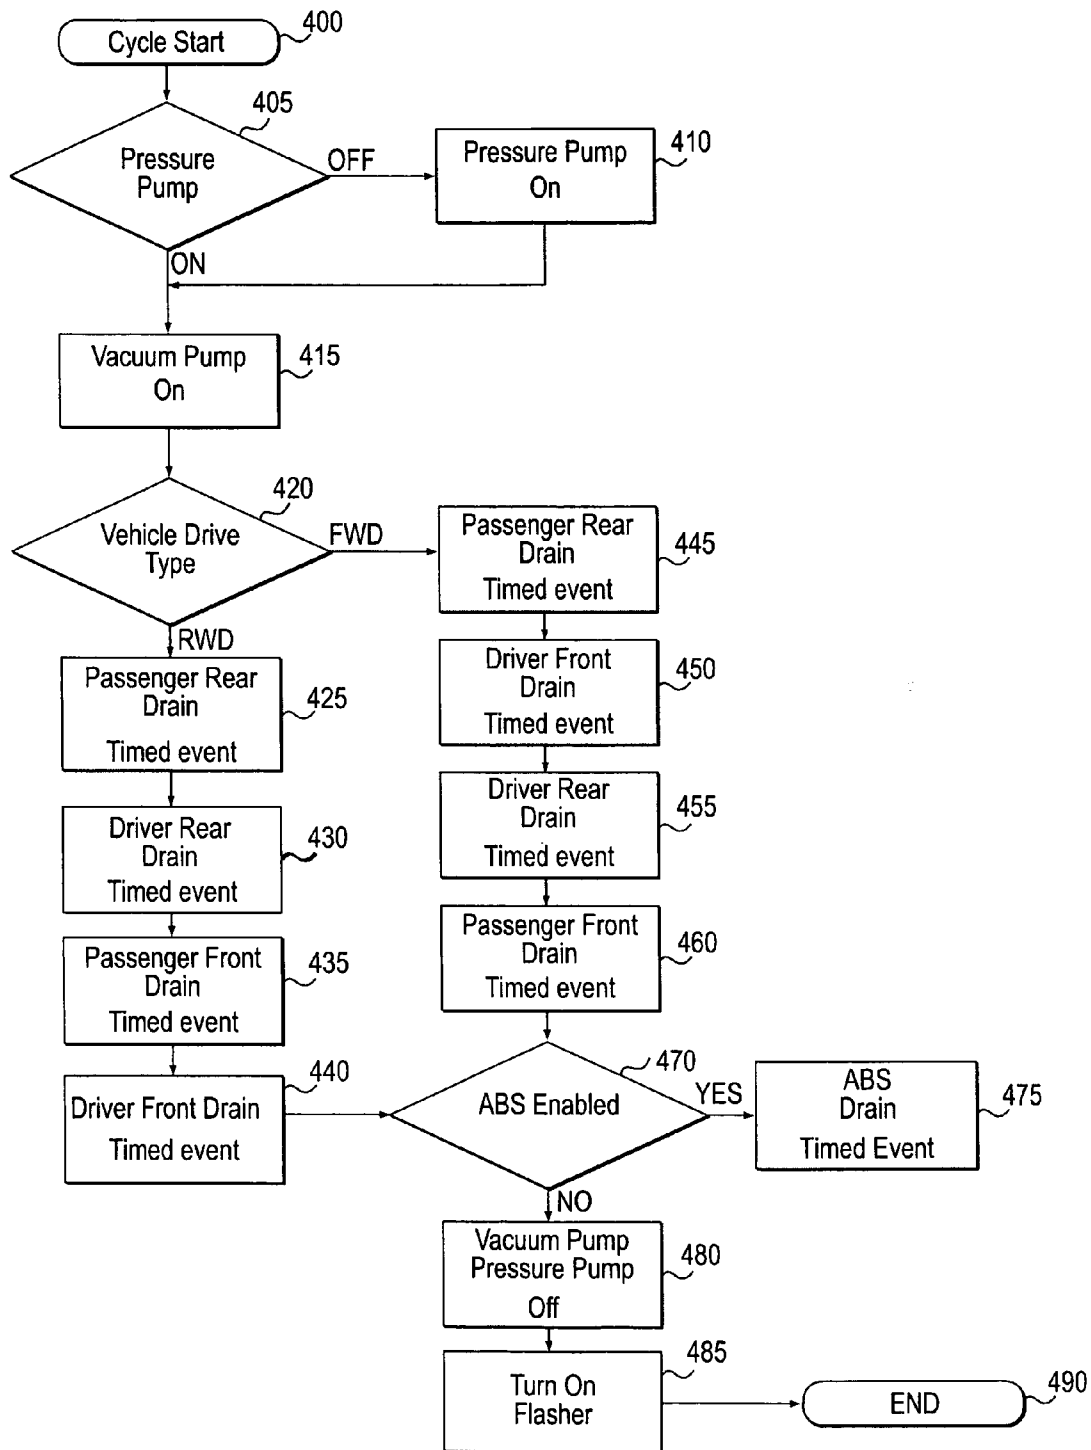 Cycle Start
400
405
Pressure
Pump
OFF
Pressure Pump
On
410
ON
Vacuum Pump
On
415
420
Vehicle Drive
Type
FWD
RWD
Passenger Rear
Drain
Timed event
445
Passenger Rear
Drain
Timed event
425
Driver Front
Drain
Timed event
450
Driver Rear
Drain
Timed event
430
Driver Rear
Drain
Timed event
455
Passenger Front
Drain
Timed event
435
Passenger Front
Drain
Timed event
460
Driver Front Drain
Timed event
440
ABS Enabled
470
YES
ABS
Drain
Timed Event
475
NO
Vacuum Pump
Pressure Pump
Off
480
Turn On
Flasher
485
END
490